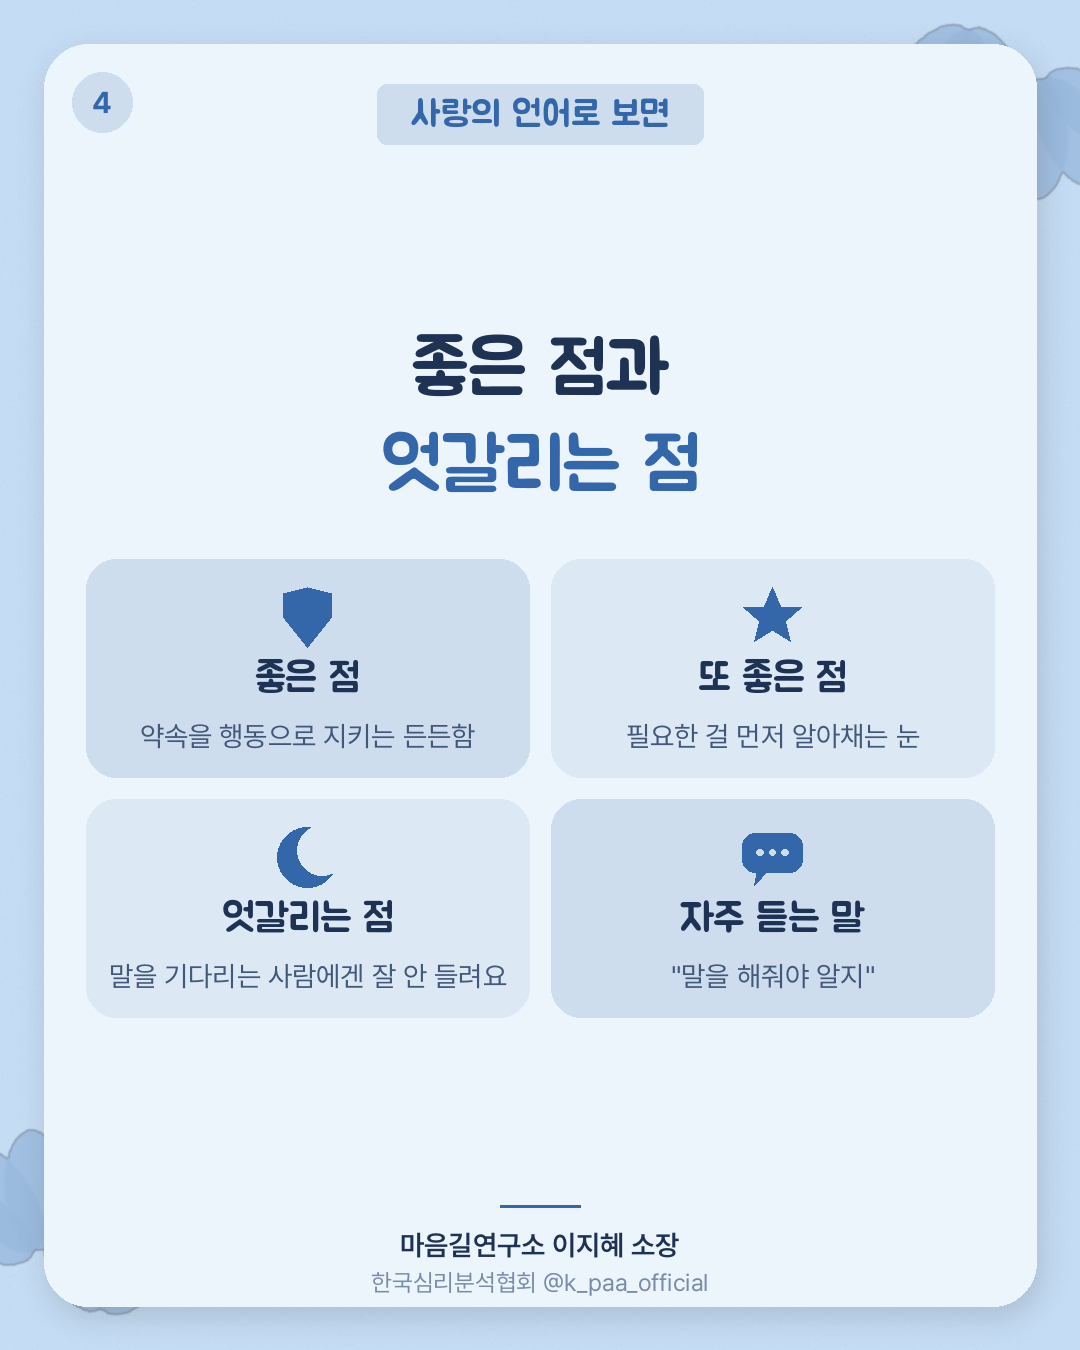 4
사랑의 언어로 보면
좋은 점과
엇갈리는 점
좋은 점
약속을 행동으로 지키는 든든함
또 좋은 점
필요한 걸 먼저 알아채는 눈
엇갈리는 점
말을 기다리는 사람에겐 잘 안 들려요
자주 듣는 말
"말을 해줘야 알지"
마음길연구소 이지혜 소장
한국심리분석협회 @k_paa_official